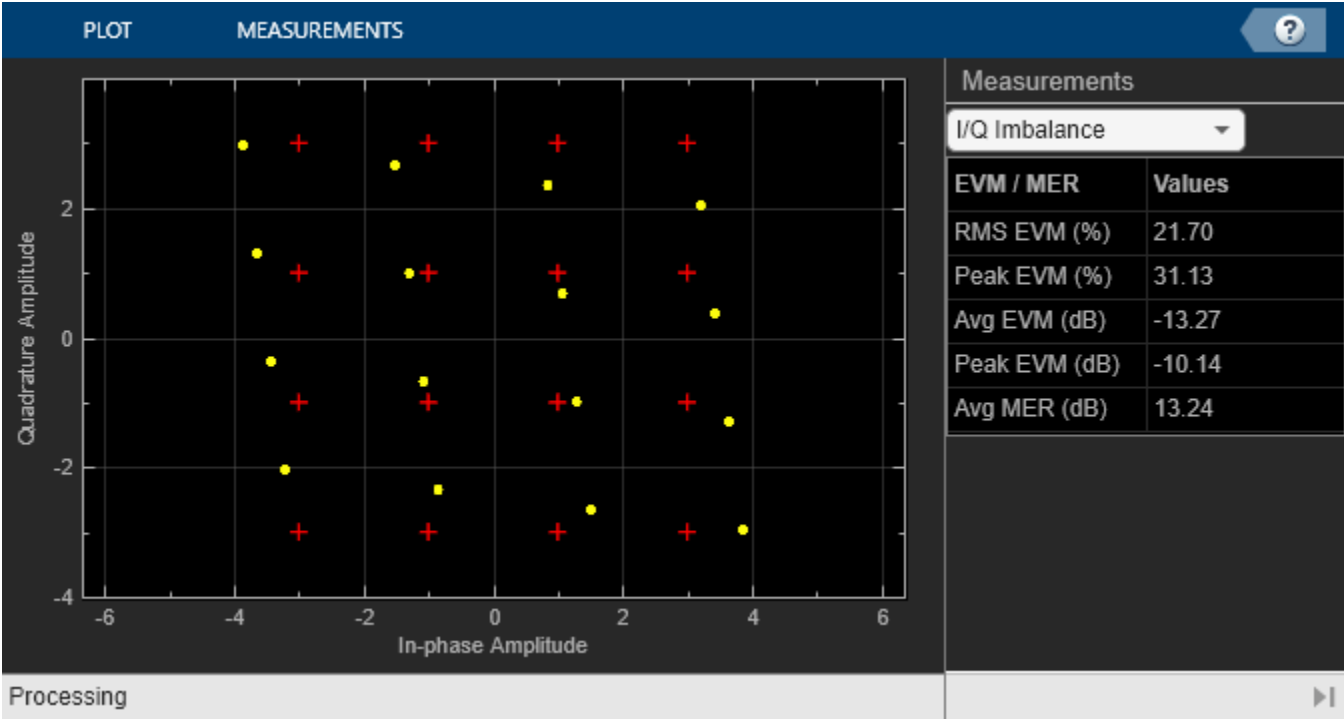 PLOT MEASUREMENTS ?
Measurements
I/Q Imbalance
EVM / MER Values
RMS EVM (%) 21.70
Peak EVM (%) 31.13
Avg EVM (dB) -13.27
Peak EVM (dB) -10.14
Avg MER (dB) 13.24
Quadrature Amplitude
2
0
-2
-4
-6 -4 -2 0 2 4 6
In-phase Amplitude
Processing